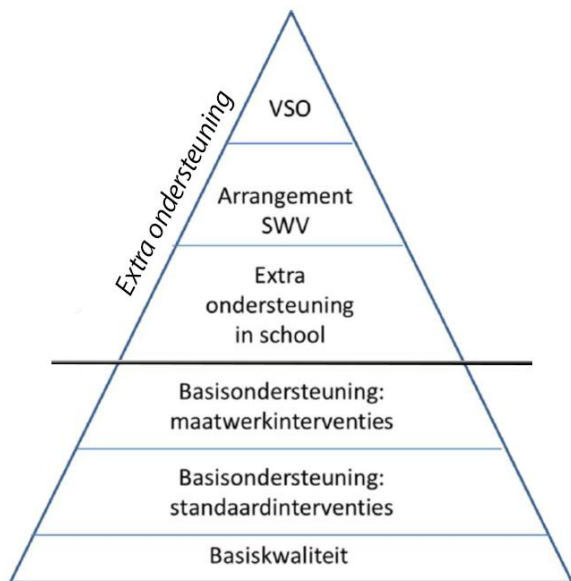 Extra ondersteuning
VSO
Arrangement
SWV
Extra
ondersteuning
in school
Basisondersteuning:
maatwerkinterventies
Basisondersteuning:
standaardinterventies
Basiskwaliteit